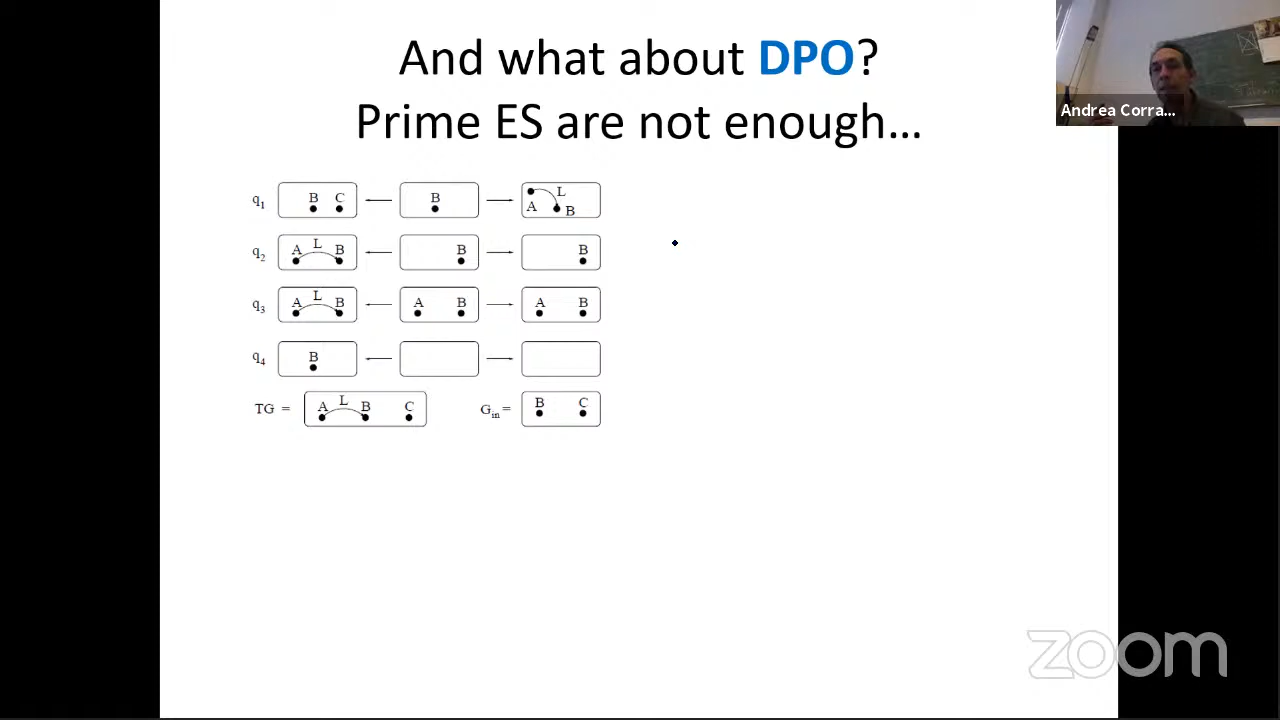 And what about DPO?
Prime ES are not enough...
Andrea Corra...
q1 B C B L A B
q2 A L B B B
q3 A L B A B A B
q4 B
TG = A L B C Gin = B C
zoom